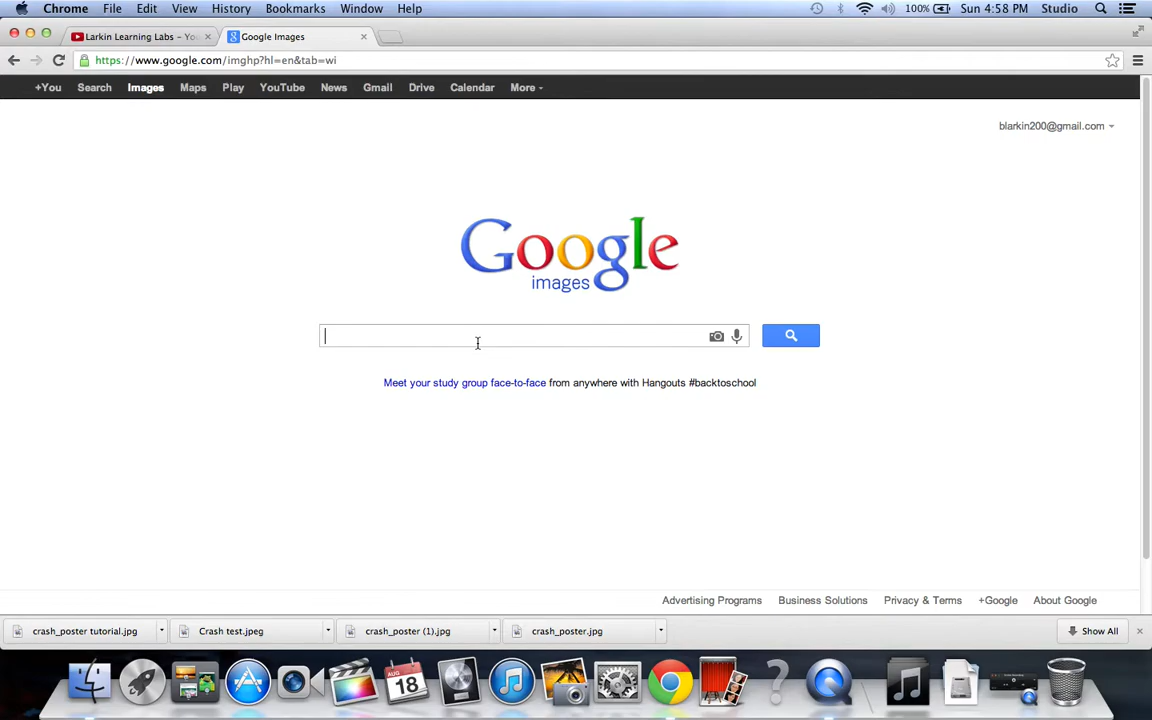 Chrome File Edit View History Bookmarks Window Help 100% Sun 4:58 PM Studio
Larkin Learning Labs - Yo Google Images
https://www.google.com/imghp?hl=en&tab=wi
+You Search Images Maps Play YouTube News Gmail Drive Calendar More
blarkin200@gmail.com
Google
images
Meet your study group face-to-face from anywhere with Hangouts #backtoschool
Advertising Programs Business Solutions Privacy & Terms +Google About Google
crash_poster tutorial.jpg Crash test.jpeg crash_poster (1).jpg crash_poster.jpg Show All
AUG
18